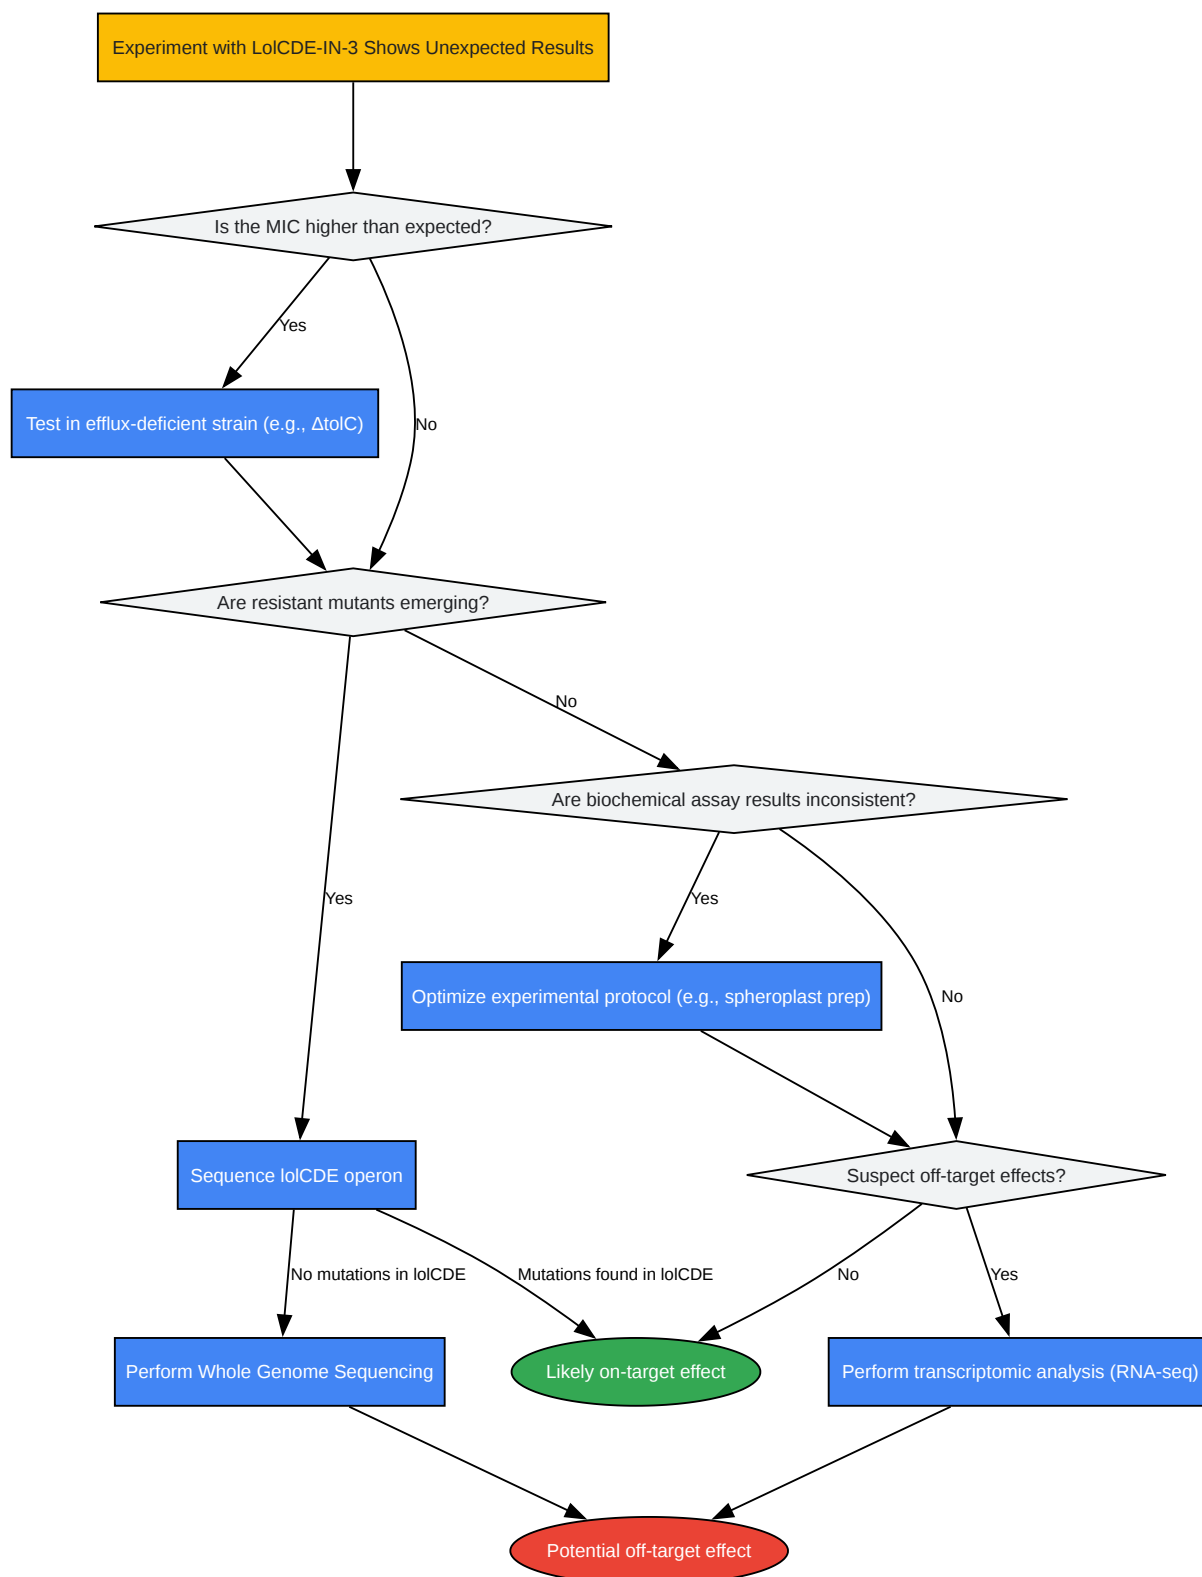 Experiment with LolCDE-IN-3 Shows Unexpected Results
Is the MIC higher than expected?
Yes
Test in efflux-deficient strain (e.g., ΔtolC)
No
Are resistant mutants emerging?
No
Are biochemical assay results inconsistent?
Yes
Yes
Optimize experimental protocol (e.g., spheroplast prep)
No
Sequence lolCDE operon
Suspect off-target effects?
No mutations in lolCDE
Mutations found in lolCDE
No
Yes
Perform Whole Genome Sequencing
Likely on-target effect
Perform transcriptomic analysis (RNA-seq)
Potential off-target effect